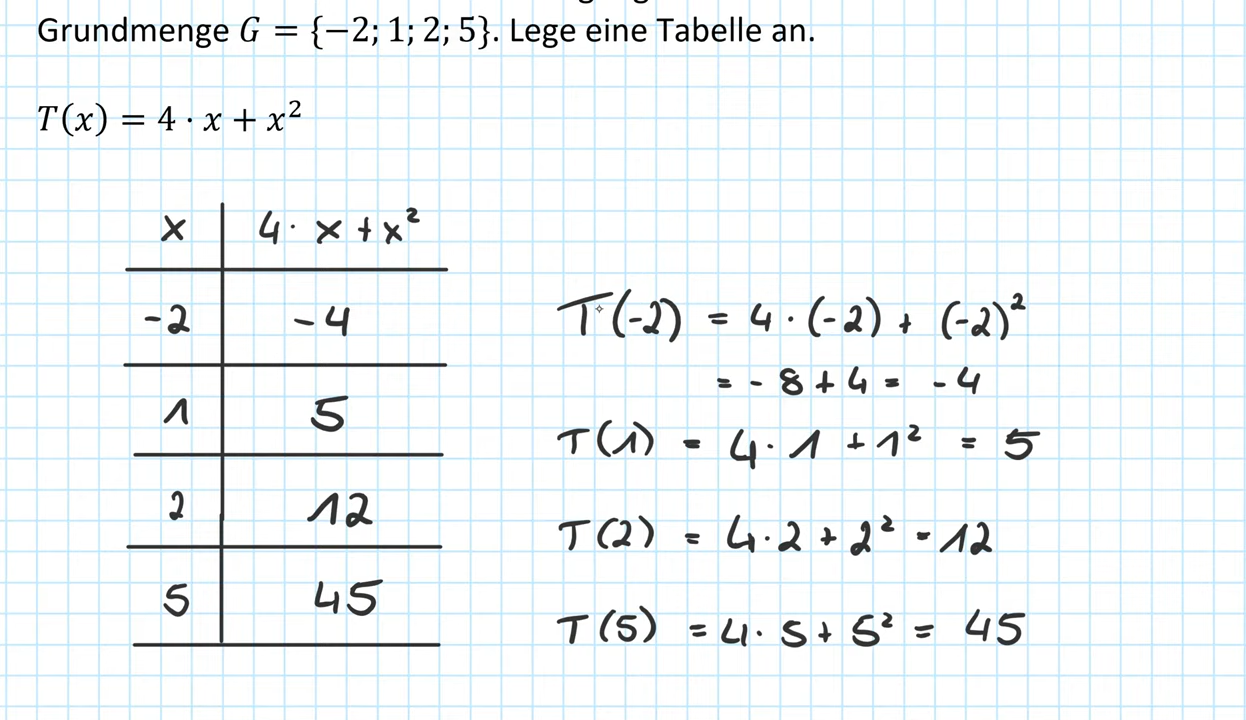 Grundmenge G = {−2; 1; 2; 5}. Lege eine Tabelle an.
T(x) = 4 · x + x²
x | 4 · x + x²
-2 | -4
1 | 5
2 | 12
5 | 45
T(-2) = 4 · (-2) + (-2)²
= - 8 + 4 = - 4
T(1) = 4 · 1 + 1² = 5
T(2) = 4 · 2 + 2² = 12
T(5) = 4 · 5 + 5² = 45